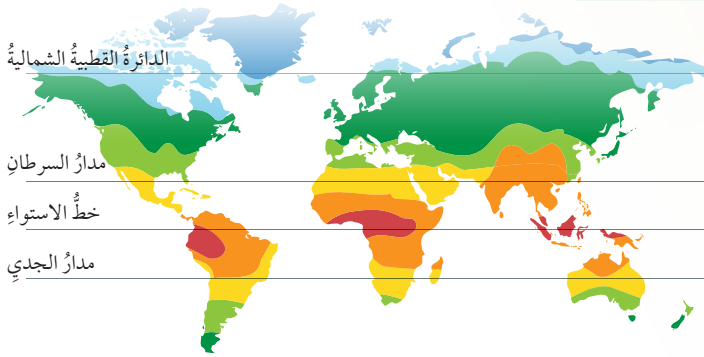 الدائرةُ القطبيةُ الشماليةُ
مدارُ السرطانِ
خطُّ الاستواءِ
مدارُ الجديِ